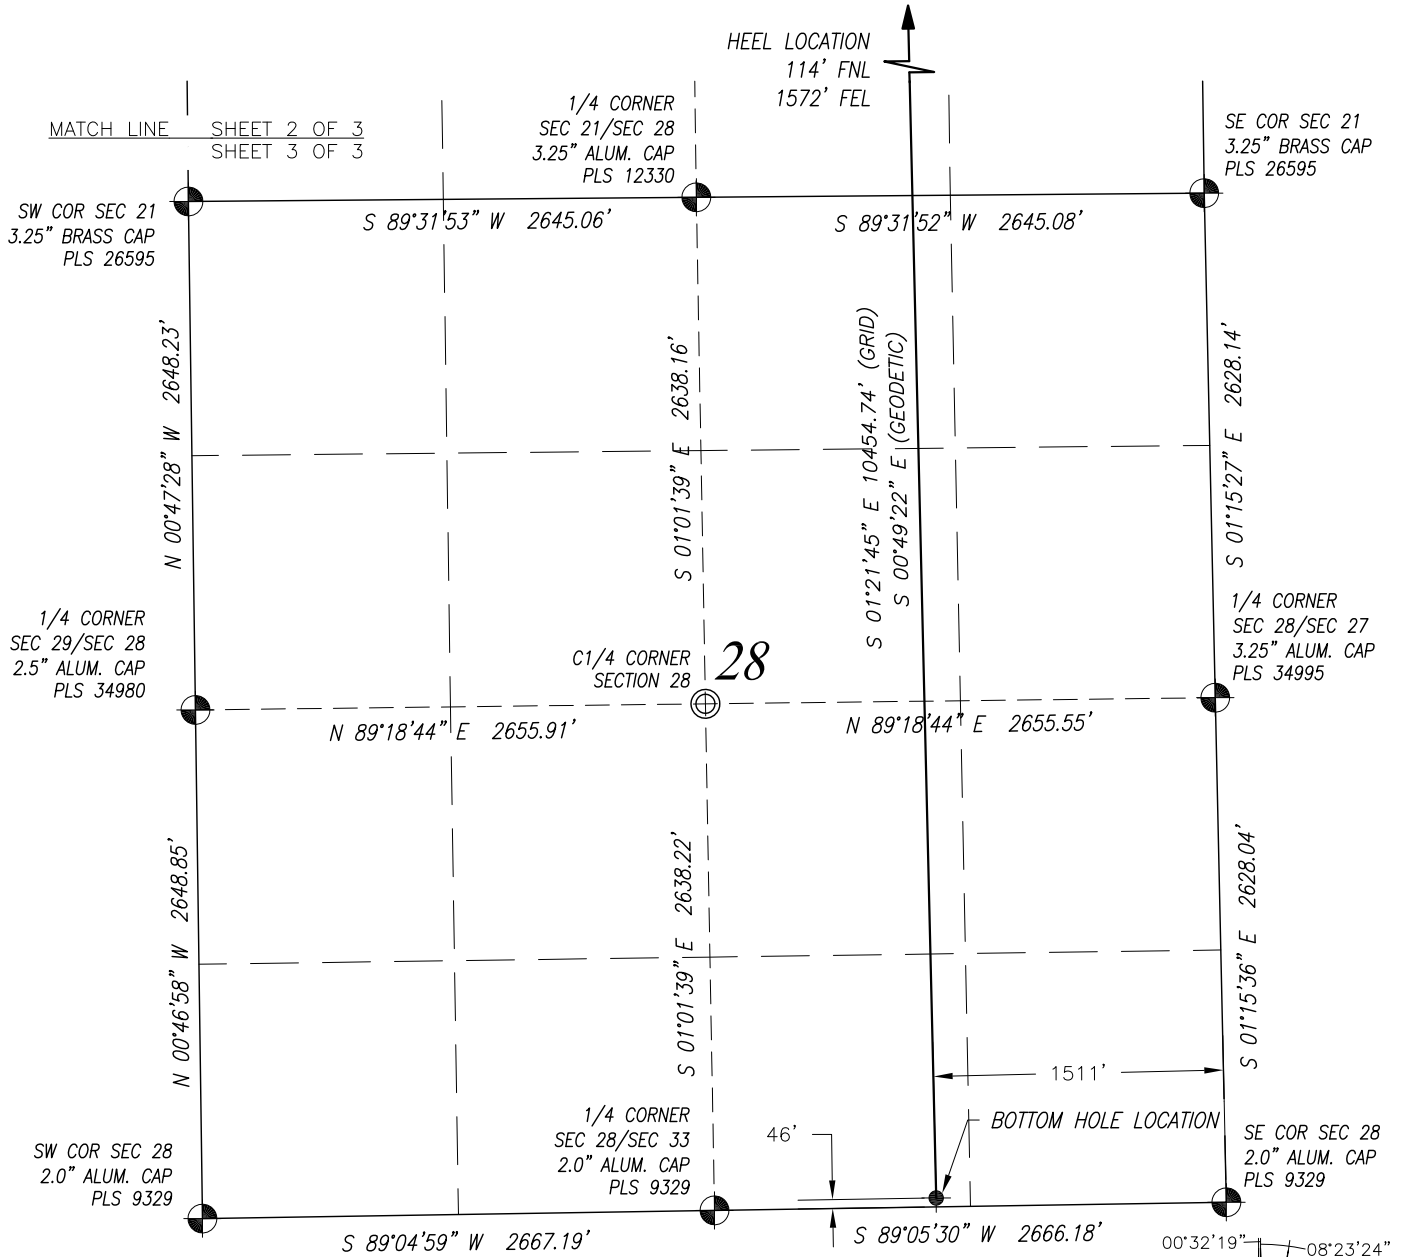 HEEL LOCATION
114' FNL
1572' FEL
1/4 CORNER
SEC 21/SEC 28
3.25" ALUM. CAP
PLS 12330
MATCH LINE SHEET 2 OF 3
SHEET 3 OF 3
SE COR SEC 21
3.25" BRASS CAP
PLS 26595
SW COR SEC 21
3.25" BRASS CAP
PLS 26595
S 89°31'53" W 2645.06'
S 89°31'52" W 2645.08'
N 00°47'28" W 2648.23'
S 01°01'39" E 2638.16'
S 01°21'45" E 10454.74' (GRID)
S 00°49'22" E (GEODETIC)
S 01°15'27" E 2628.14'
1/4 CORNER
SEC 29/SEC 28
2.5" ALUM. CAP
PLS 34980
C1/4 CORNER
SECTION 28
28
1/4 CORNER
SEC 28/SEC 27
3.25" ALUM. CAP
PLS 34995
N 89°18'44" E 2655.91'
N 89°18'44" E 2655.55'
N 00°46'58" W 2648.85'
S 01°01'39" E 2638.22'
S 01°15'36" E 2628.04'
1511'
46'
BOTTOM HOLE LOCATION
SW COR SEC 28
2.0" ALUM. CAP
PLS 9329
1/4 CORNER
SEC 28/SEC 33
2.0" ALUM. CAP
PLS 9329
SE COR SEC 28
2.0" ALUM. CAP
PLS 9329
S 89°04'59" W 2667.19'
S 89°05'30" W 2666.18'
00°32'19"
08°23'24"